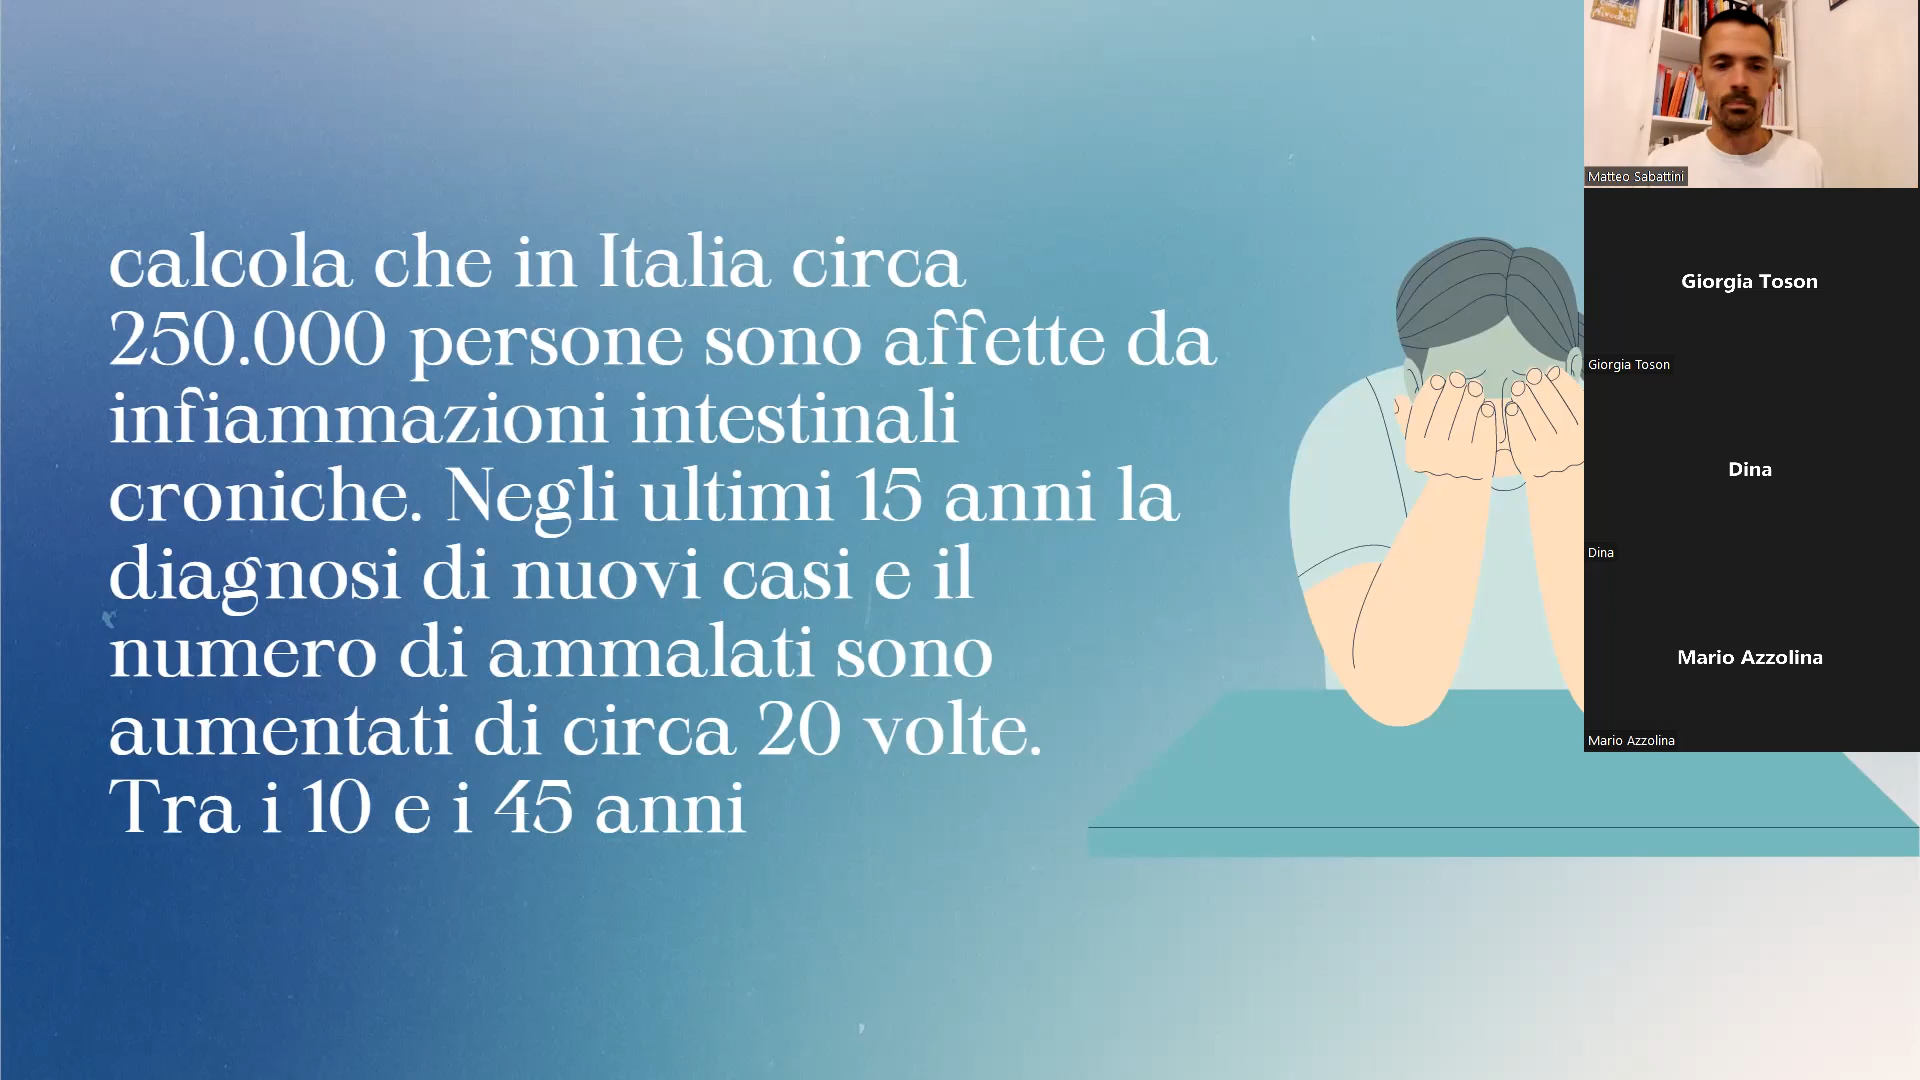 calcola che in Italia circa
250.000 persone sono affette da
infiammazioni intestinali
croniche. Negli ultimi 15 anni la
diagnosi di nuovi casi e il
numero di ammalati sono
aumentati di circa 20 volte.
Tra i 10 e i 45 anni
Matteo Sabattini
Giorgia Toson
Giorgia Toson
Dina
Dina
Mario Azzolina
Mario Azzolina